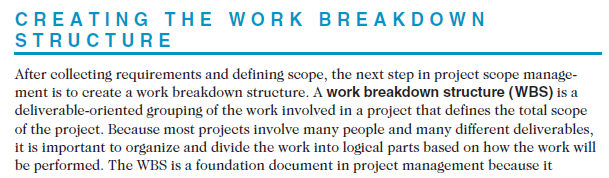 CREATING THE WORK BREAKDOWN
STRUCTURE
After collecting requirements and defining scope, the next step in project scope manage-
ment is to create a work breakdown structure. A work breakdown structure (WBS) is a
deliverable-oriented grouping of the work involved in a project that defines the total scope
of the project. Because most projects involve many people and many different deliverables,
it is important to organize and divide the work into logical parts based on how the work will
be performed. The WBS is a foundation document in project management because it